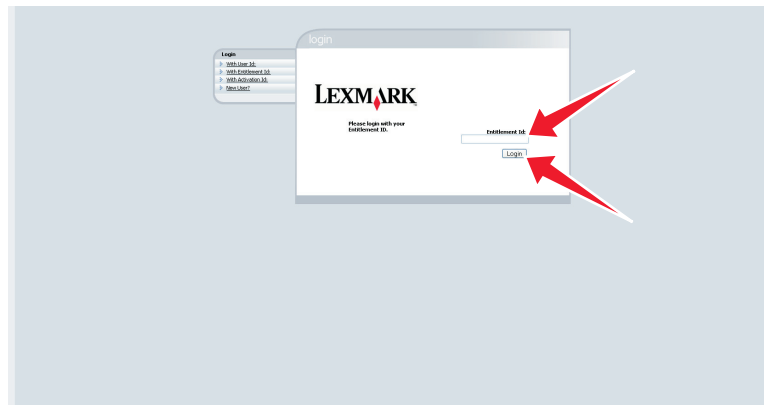 login
Login
With User Id:
With Entitlement Id:
With Activation Id:
New User?
LEXMARK
Please login with your
Entitlement ID.
Entitlement Id:
Login